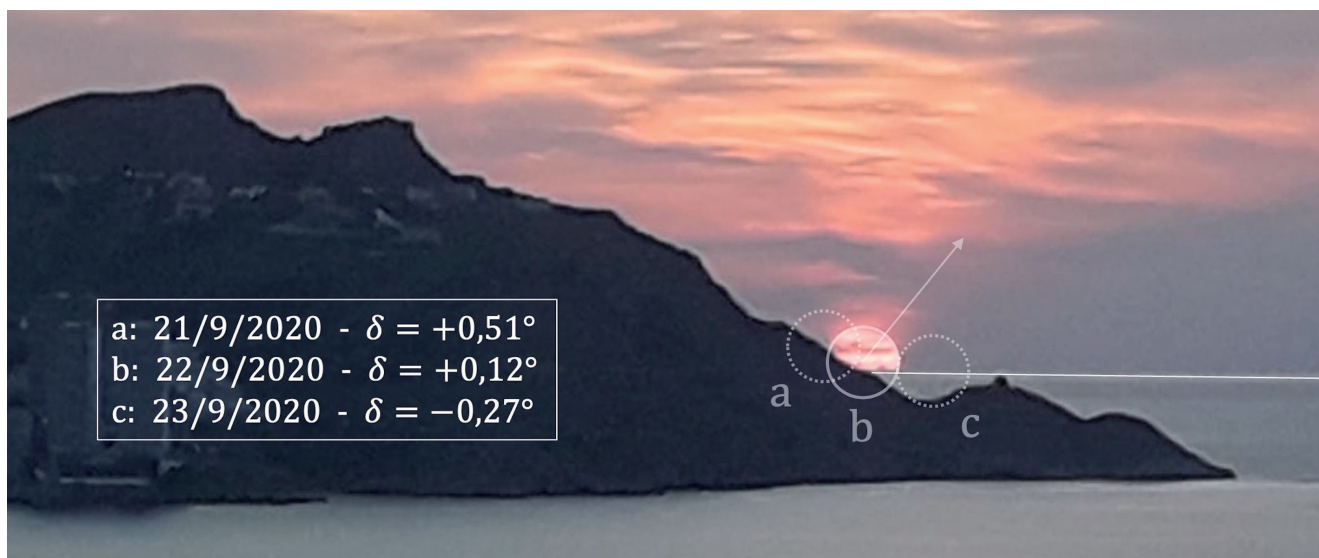 a: 21/9/2020 - δ = +0,51°
b: 22/9/2020 - δ = +0,12°
c: 23/9/2020 - δ = −0,27°
a
b
c